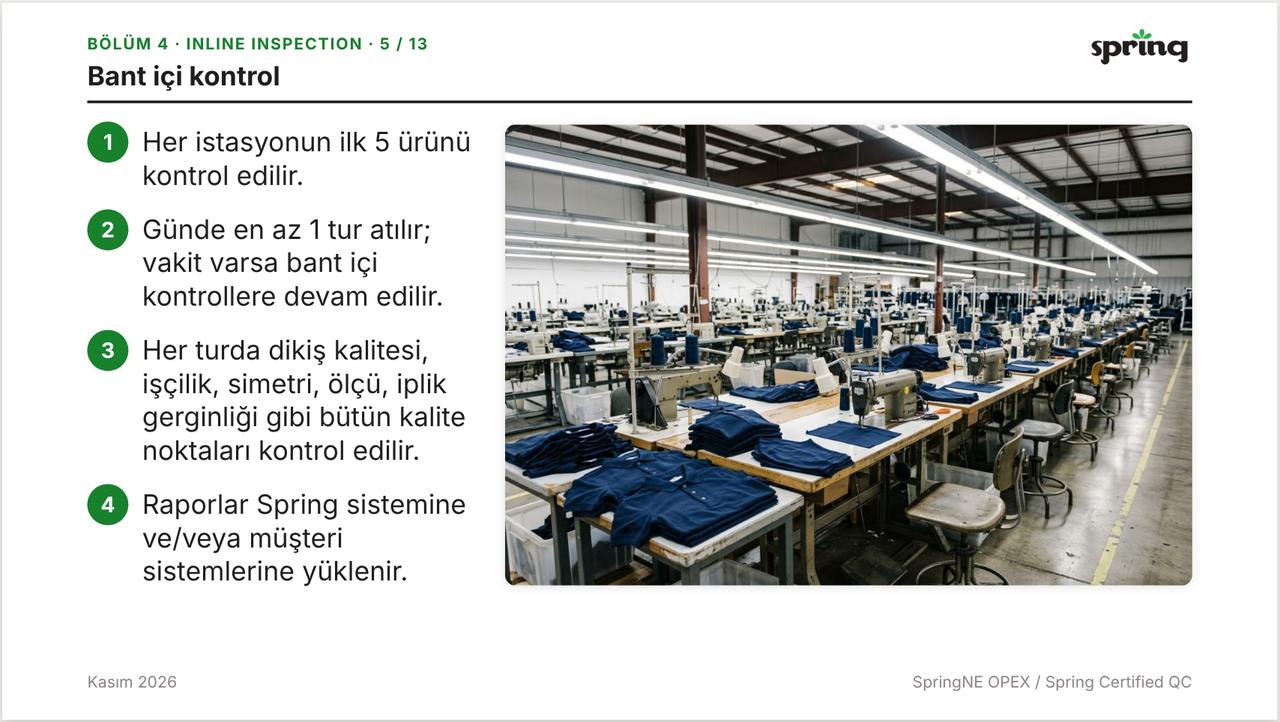 BÖLÜM 4 · INLINE INSPECTION · 5 / 13
spring
Bant içi kontrol
1 Her istasyonun ilk 5 ürünü
kontrol edilir.
2 Günde en az 1 tur atılır;
vakit varsa bant içi
kontrollere devam edilir.
3 Her turda dikiş kalitesi,
işçilik, simetri, ölçü, iplik
gerginliği gibi bütün kalite
noktaları kontrol edilir.
4 Raporlar Spring sistemine
ve/veya müşteri
sistemlerine yüklenir.
Kasım 2026
SpringNE OPEX / Spring Certified QC